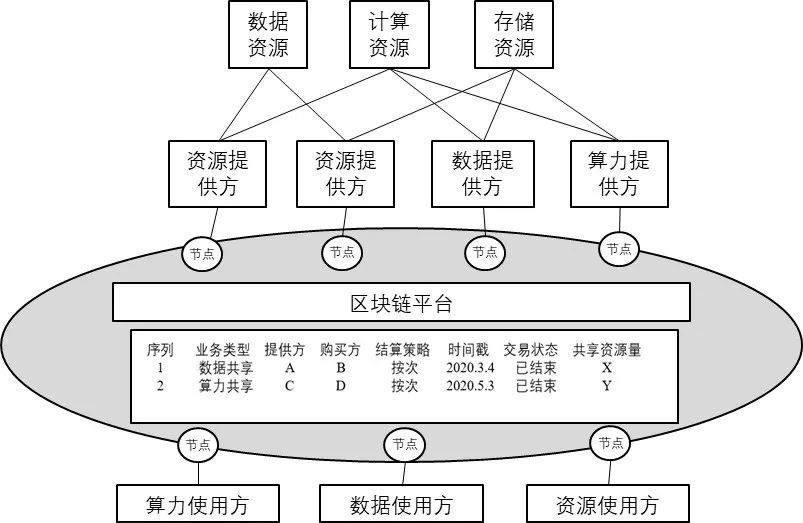 数据 计算 存储
资源 资源 资源
资源提 资源提 数据提 算力提
供方 供方 供方 供方
节点 节点 节点 节点
区块链平台
序列 业务类型 提供方 购买方 结算策略 时间戳 交易状态 共享资源量
1 数据共享 A B 按次 2020.3.4 已结束 X
2 算力共享 C D 按次 2020.5.3 已结束 Y
节点 节点 节点
算力使用方 数据使用方 资源使用方